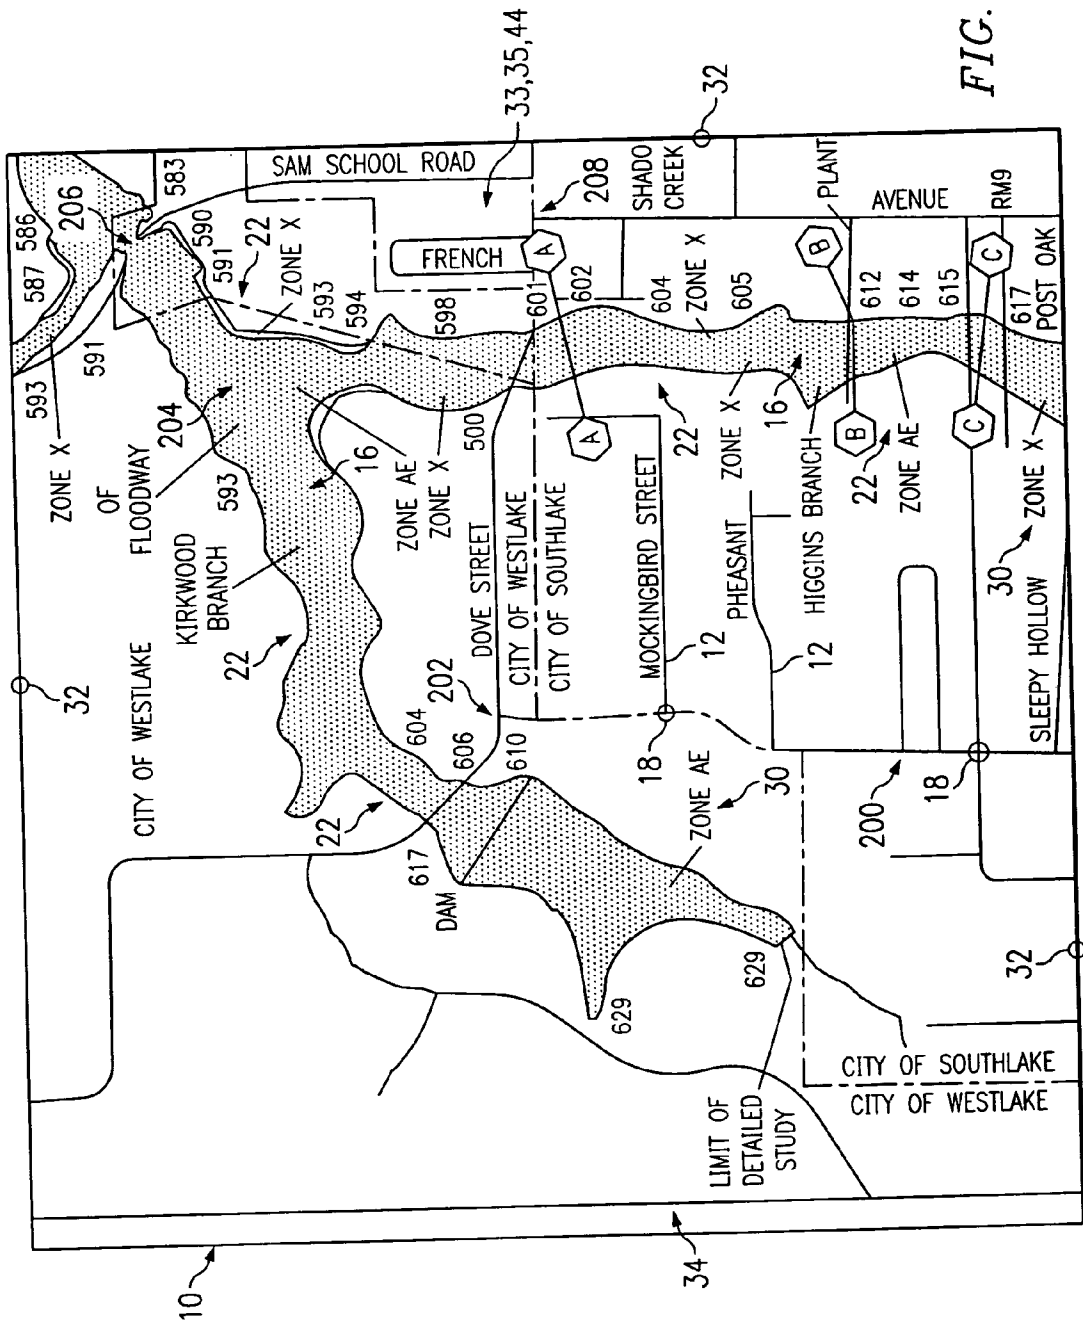 586
587
593
ZONE X
32
206
591
OF
FLOODWAY
CITY OF WESTLAKE
204
583
KIRKWOOD
BRANCH
10
590
593
591
22
22
ZONE X
593
22
16
594
SAM SCHOOL ROAD
ZONE AE
ZONE X
604
617
598
FRENCH
DAM
606
202
500
DOVE STREET
33,35,44
610
CITY OF WESTLAKE
CITY OF SOUTHLAKE
601
A
208
602
A
629
18
MOCKINGBIRD STREET
604
SHADO
CREEK
22
34
ZONE AE
ZONE X
12
32
LIMIT OF
DETAILED
STUDY
629
30
PHEASANT
ZONE X
605
16
12
HIGGINS BRANCH
B
B
PLANT
200
22
612
ZONE AE
614
CITY OF SOUTHLAKE
CITY OF WESTLAKE
AVENUE
18
615
C
C
FIG.
30
RM9
32
ZONE X
617
SLEEPY HOLLOW
POST OAK